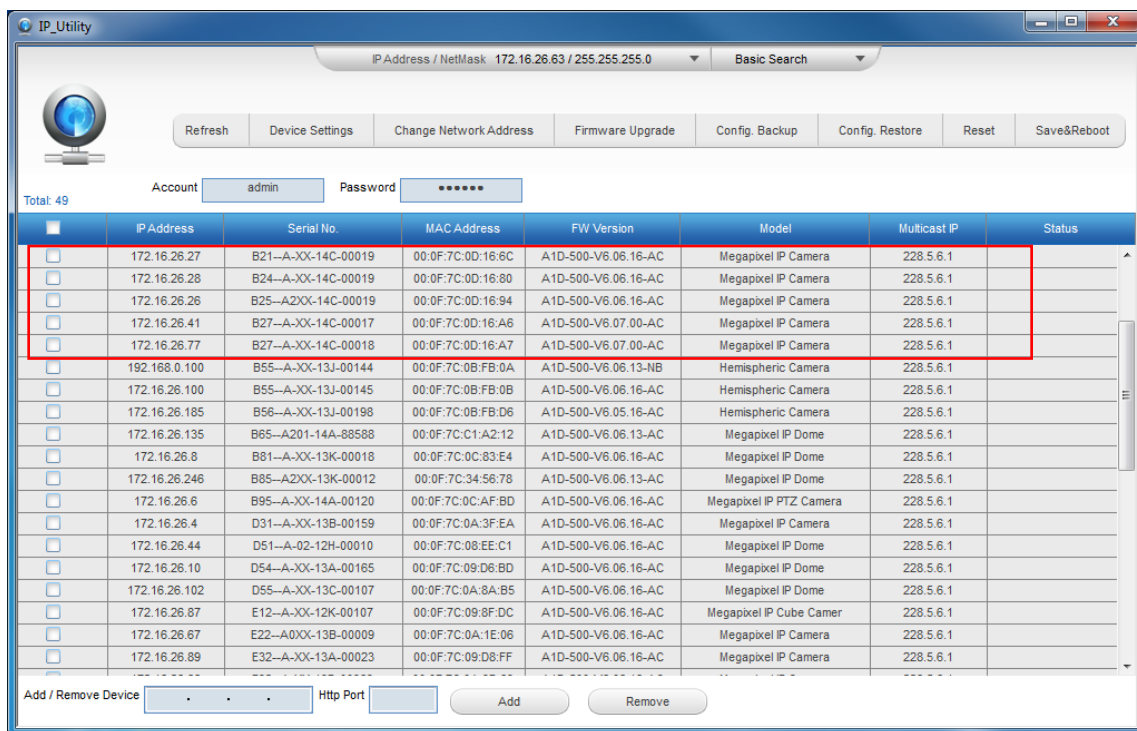 IP_Utility
IP Address / NetMask 172.16.26.63 / 255.255.255.0 Basic Search
Refresh Device Settings Change Network Address Firmware Upgrade Config. Backup Config. Restore Reset Save&Reboot
Account admin Password ••••••
Total: 49
IP Address Serial No. MAC Address FW Version Model Multicast IP Status
172.16.26.27 B21--A-XX-14C-00019 00:0F:7C:0D:16:6C A1D-500-V6.06.16-AC Megapixel IP Camera 228.5.6.1
172.16.26.28 B24--A-XX-14C-00019 00:0F:7C:0D:16:80 A1D-500-V6.06.16-AC Megapixel IP Camera 228.5.6.1
172.16.26.26 B25--A2XX-14C-00019 00:0F:7C:0D:16:94 A1D-500-V6.06.16-AC Megapixel IP Camera 228.5.6.1
172.16.26.41 B27--A-XX-14C-00017 00:0F:7C:0D:16:A6 A1D-500-V6.07.00-AC Megapixel IP Camera 228.5.6.1
172.16.26.77 B27--A-XX-14C-00018 00:0F:7C:0D:16:A7 A1D-500-V6.07.00-AC Megapixel IP Camera 228.5.6.1
192.168.0.100 B55--A-XX-13J-00144 00:0F:7C:0B:FB:0A A1D-500-V6.06.13-NB Hemispheric Camera 228.5.6.1
172.16.26.100 B55--A-XX-13J-00145 00:0F:7C:0B:FB:0B A1D-500-V6.06.16-AC Hemispheric Camera 228.5.6.1
172.16.26.185 B56--A-XX-13J-00198 00:0F:7C:0B:FB:D6 A1D-500-V6.05.16-AC Hemispheric Camera 228.5.6.1
172.16.26.135 B65--A201-14A-88588 00:0F:7C:C1:A2:12 A1D-500-V6.06.13-AC Megapixel IP Dome 228.5.6.1
172.16.26.8 B81--A-XX-13K-00018 00:0F:7C:0C:83:E4 A1D-500-V6.06.16-AC Megapixel IP Dome 228.5.6.1
172.16.26.246 B85--A2XX-13K-00012 00:0F:7C:34:56:78 A1D-500-V6.06.13-AC Megapixel IP Dome 228.5.6.1
172.16.26.6 B95--A-XX-14A-00120 00:0F:7C:0C:AF:BD A1D-500-V6.06.16-AC Megapixel IP PTZ Camera 228.5.6.1
172.16.26.4 D31--A-XX-13B-00159 00:0F:7C:0A:3F:EA A1D-500-V6.06.16-AC Megapixel IP Camera 228.5.6.1
172.16.26.44 D51--A-02-12H-00010 00:0F:7C:08:EE:C1 A1D-500-V6.06.16-AC Megapixel IP Dome 228.5.6.1
172.16.26.10 D54--A-XX-13A-00165 00:0F:7C:09:D6:BD A1D-500-V6.06.16-AC Megapixel IP Dome 228.5.6.1
172.16.26.102 D55--A-XX-13C-00107 00:0F:7C:0A:8A:B5 A1D-500-V6.06.16-AC Megapixel IP Dome 228.5.6.1
172.16.26.87 E12--A-XX-12K-00107 00:0F:7C:09:8F:DC A1D-500-V6.06.16-AC Megapixel IP Cube Camer 228.5.6.1
172.16.26.67 E22--A0XX-13B-00009 00:0F:7C:0A:1E:06 A1D-500-V6.06.16-AC Megapixel IP Camera 228.5.6.1
172.16.26.89 E32--A-XX-13A-00023 00:0F:7C:09:D8:FF A1D-500-V6.06.16-AC Megapixel IP Camera 228.5.6.1
Add / Remove Device . . . Http Port Add Remove